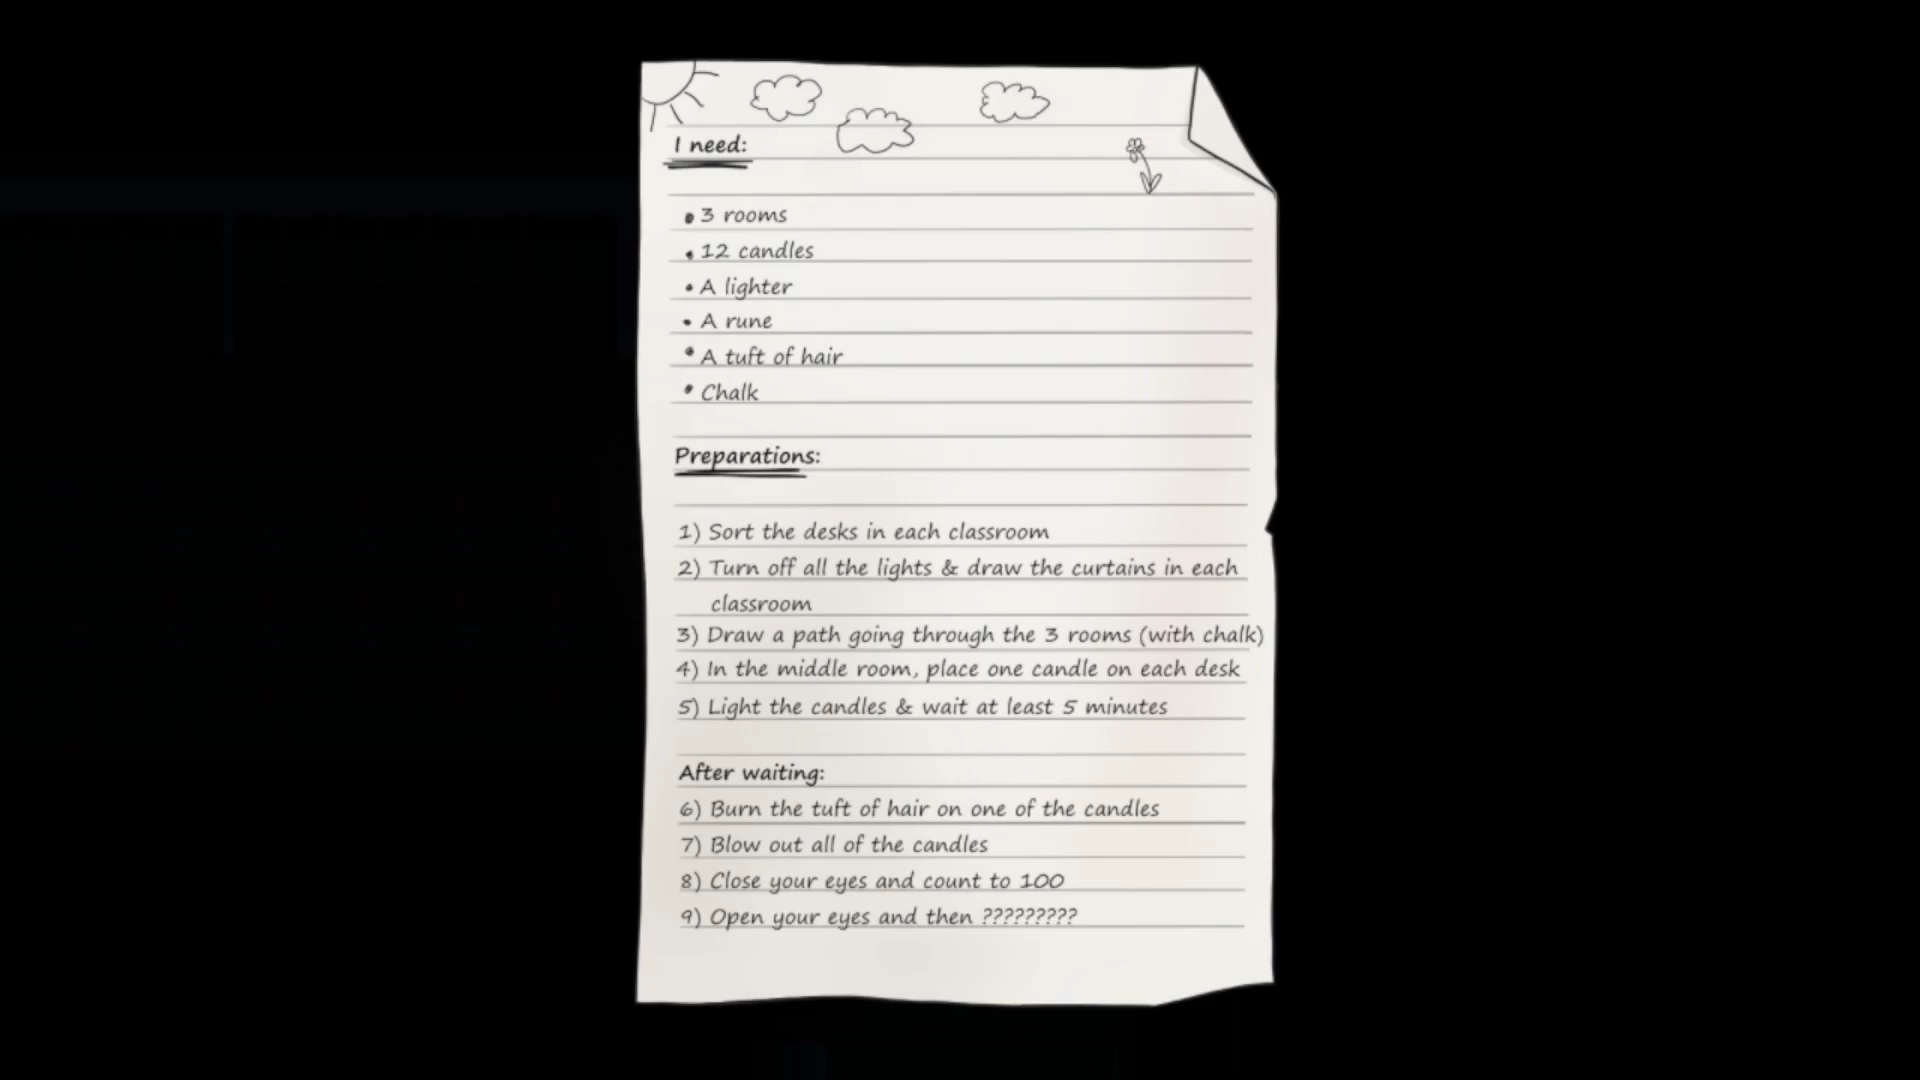 I need:
• 3 rooms
• 12 candles
• A lighter
• A rune
• A tuft of hair
• Chalk
Preparations:
1) Sort the desks in each classroom
2) Turn off all the lights & draw the curtains in each
classroom
3) Draw a path going through the 3 rooms (with chalk)
4) In the middle room, place one candle on each desk
5) Light the candles & wait at least 5 minutes
After waiting:
6) Burn the tuft of hair on one of the candles
7) Blow out all of the candles
8) Close your eyes and count to 100
9) Open your eyes and then ?????????